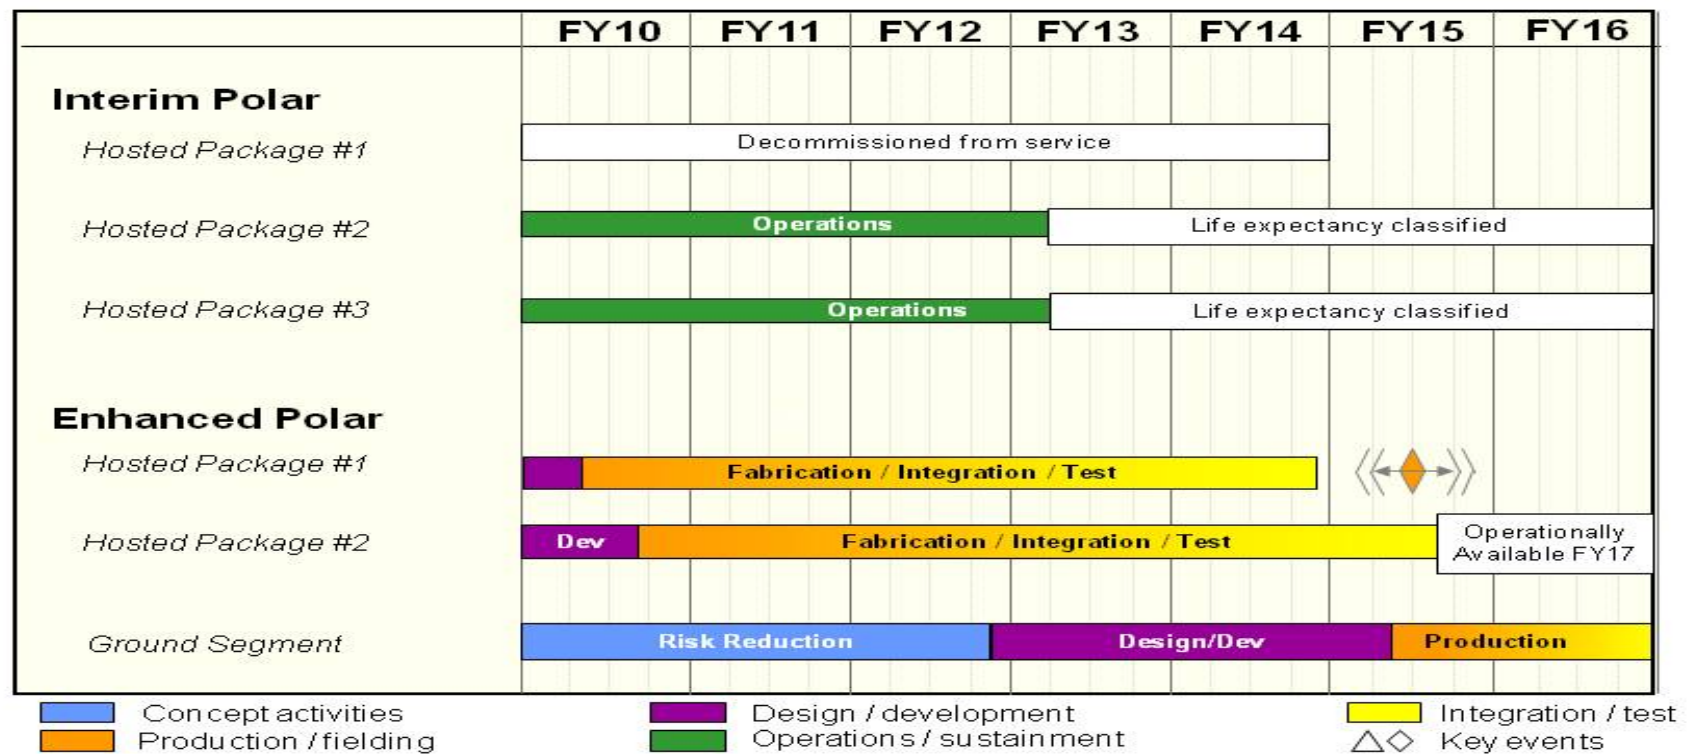 FY10 FY11 FY12 FY13 FY14 FY15 FY16
Interim Polar
Hosted Package #1 Decommissioned from service
Hosted Package #2 Operations Life expectancy classified
Hosted Package #3 Operations Life expectancy classified
Enhanced Polar
Hosted Package #1 Fabrication / Integration / Test
Hosted Package #2 Dev Fabrication / Integration / Test Operationally
Available FY17
Ground Segment Risk Reduction Design/Dev Production
Concept activities Design / development Integration / test
Production / fielding Operations / sustainment Key events